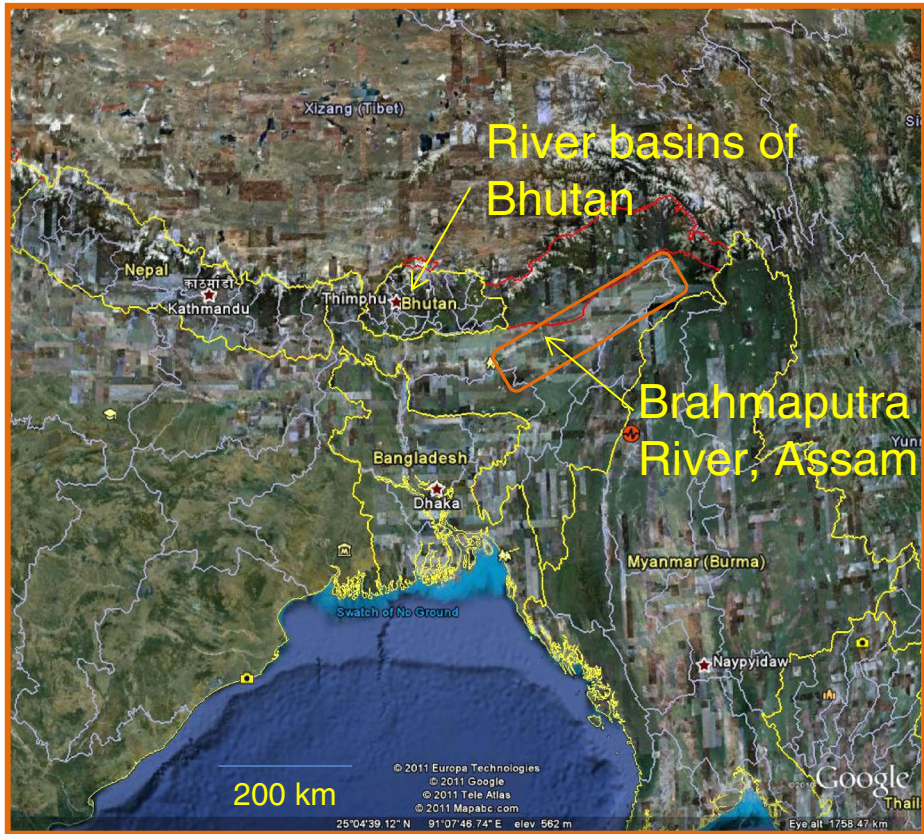 Xizang (Tibet)
River basins of
Bhutan
Nepal
काठमाडौं
Kathmandu
Thimphu
Bhutan
Brahmaputra
River, Assam
Bangladesh
Dhaka
Myanmar (Burma)
Swatch of No Ground
Naypyidaw
200 km
© 2011 Europa Technologies
© 2011 Google
© 2011 Tele Atlas
© 2011 Mapabc.com
Google
25°04'39.12" N 91°07'46.74" E elev 562 m
Eye alt 1758.47 km